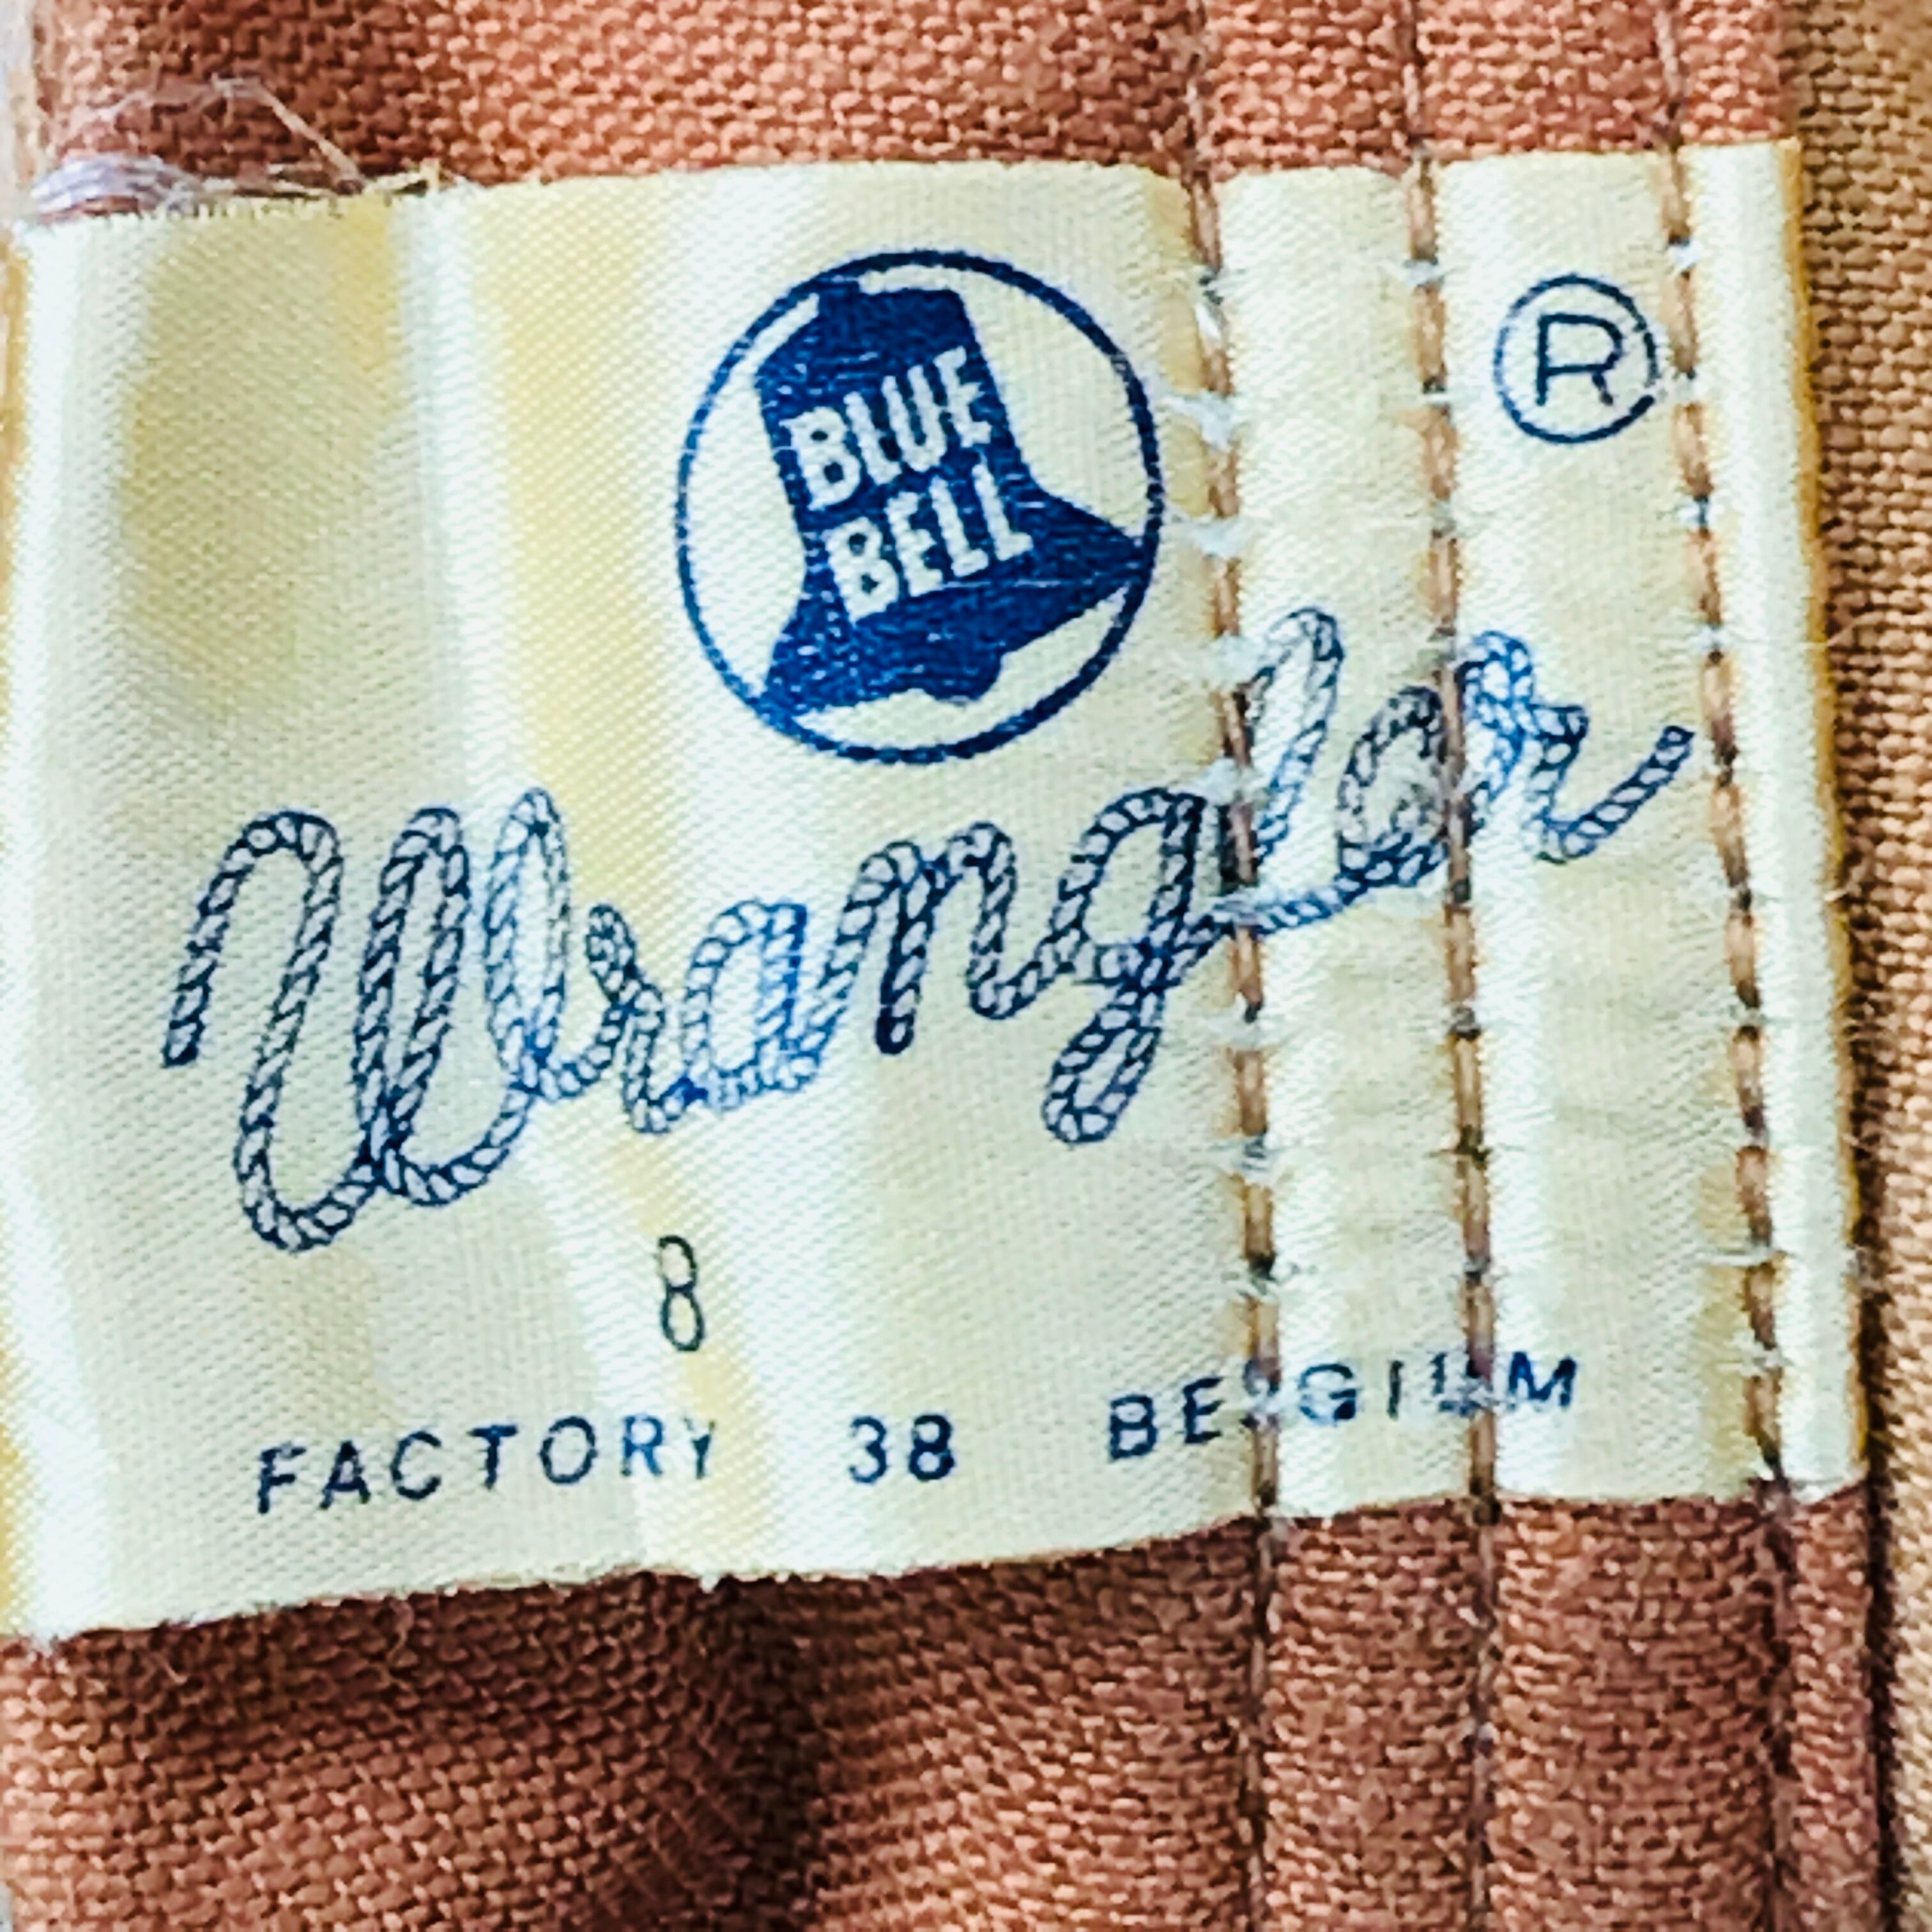 BLUE
BELL
®
Wrangler
8
FACTORY 38 BELGIUM